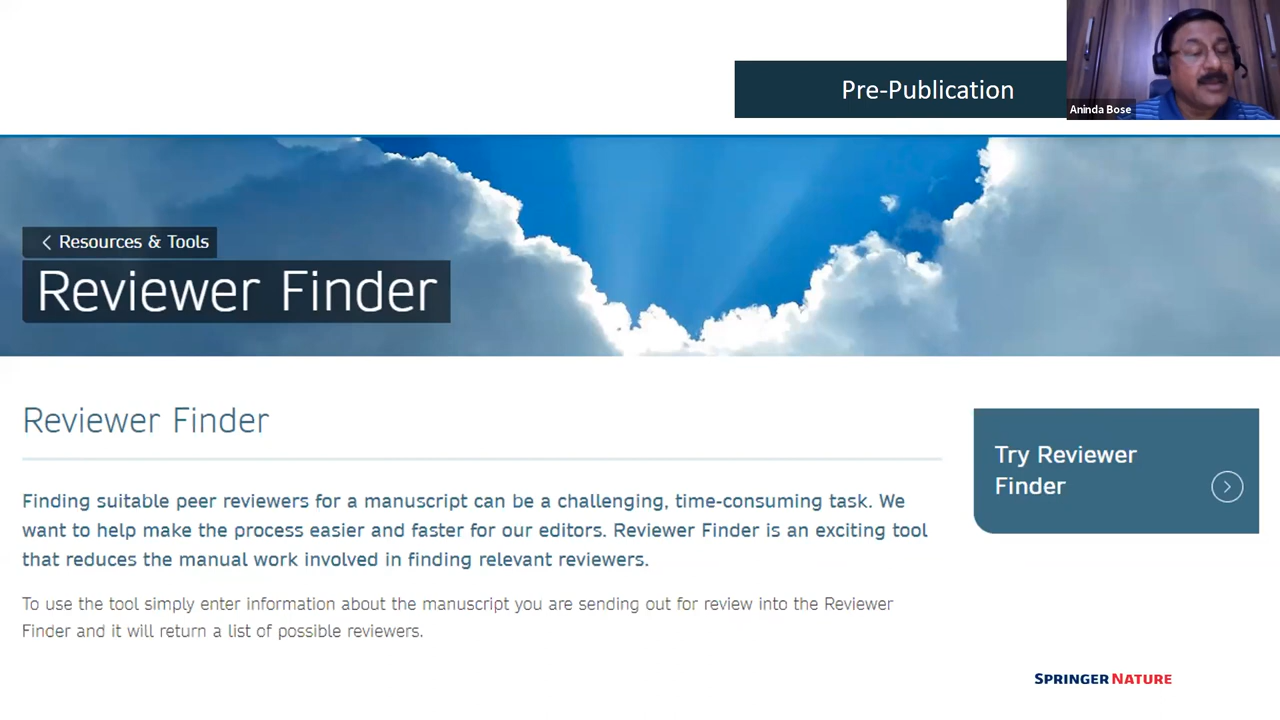 Pre-Publication
Aninda Bose
Resources & Tools
Reviewer Finder
Reviewer Finder
Try Reviewer
Finder
Finding suitable peer reviewers for a manuscript can be a challenging, time-consuming task. We
want to help make the process easier and faster for our editors. Reviewer Finder is an exciting tool
that reduces the manual work involved in finding relevant reviewers.
To use the tool simply enter information about the manuscript you are sending out for review into the Reviewer
Finder and it will return a list of possible reviewers.
SPRINGER NATURE